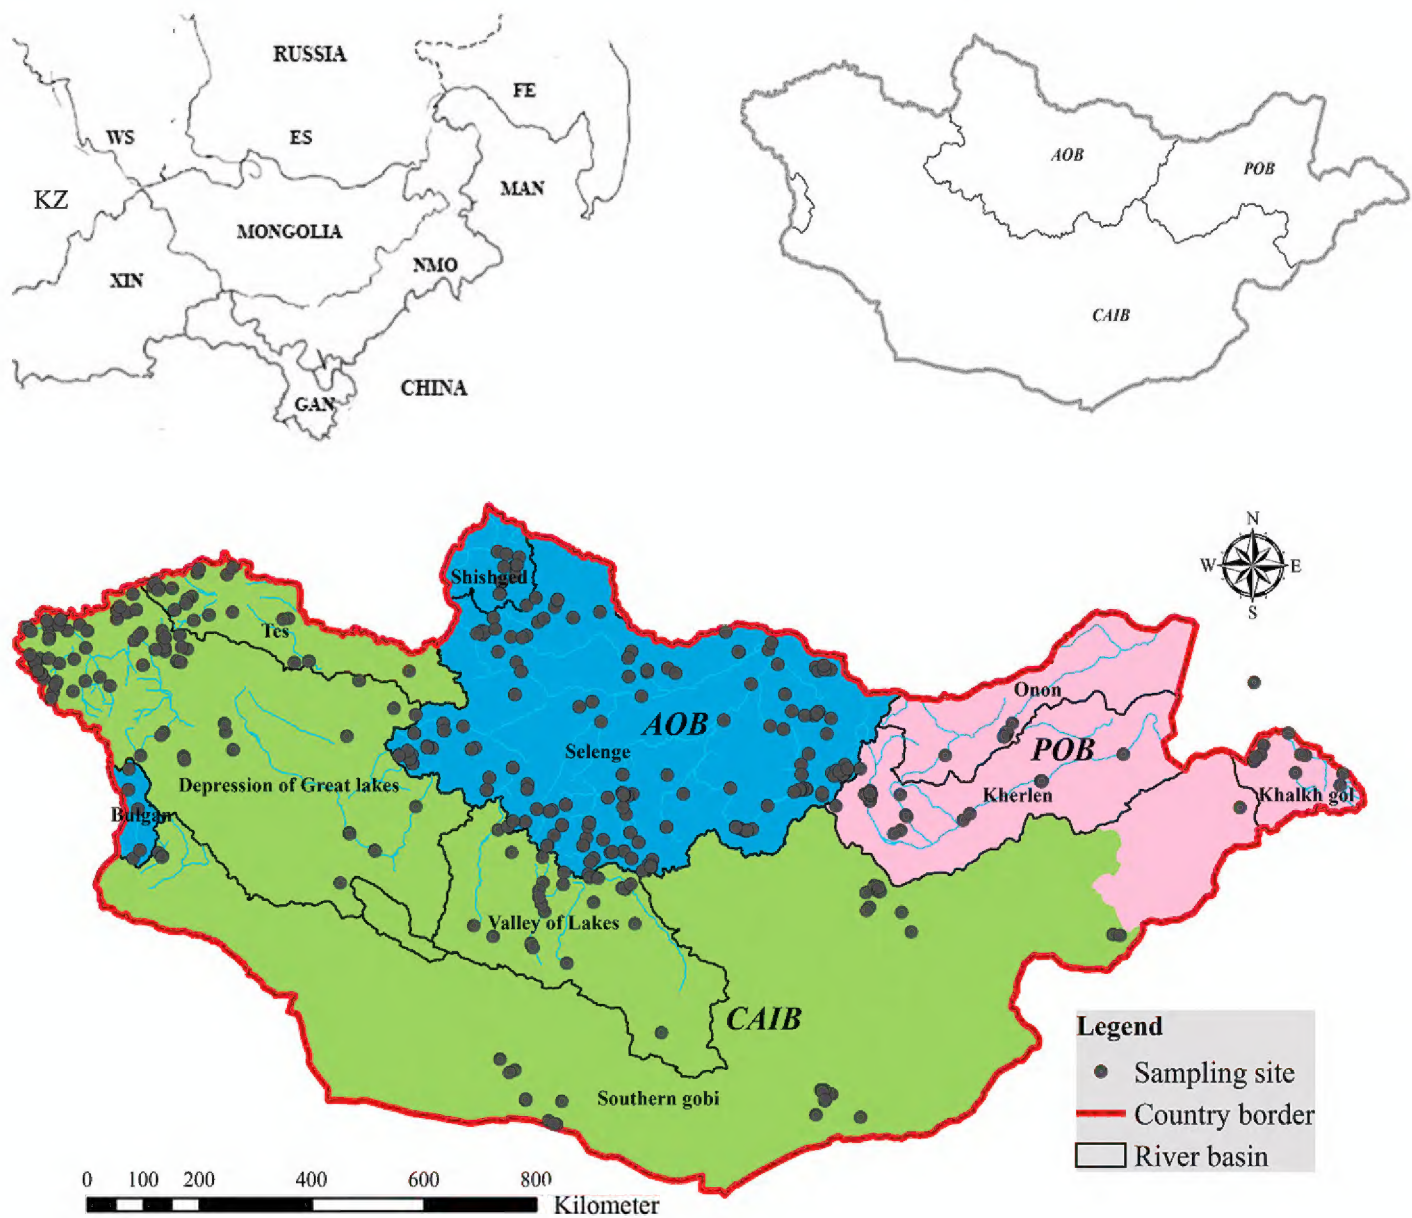 RUSSIA
FE
WS
ES
KZ
MAN
MONGOLIA
NMO
XIN
CHINA
GAN
AOB
POB
CAIB
N
W
E
S
Shishged
Tes
Onon
AOB
Selenge
POB
Depression of Great lakes
Kherlen
Khalkh gol
Bulgan
Valley of Lakes
CAIB
Southern gobi
Legend
Sampling site
Country border
River basin
0 100 200 400 600 800
Kilometer